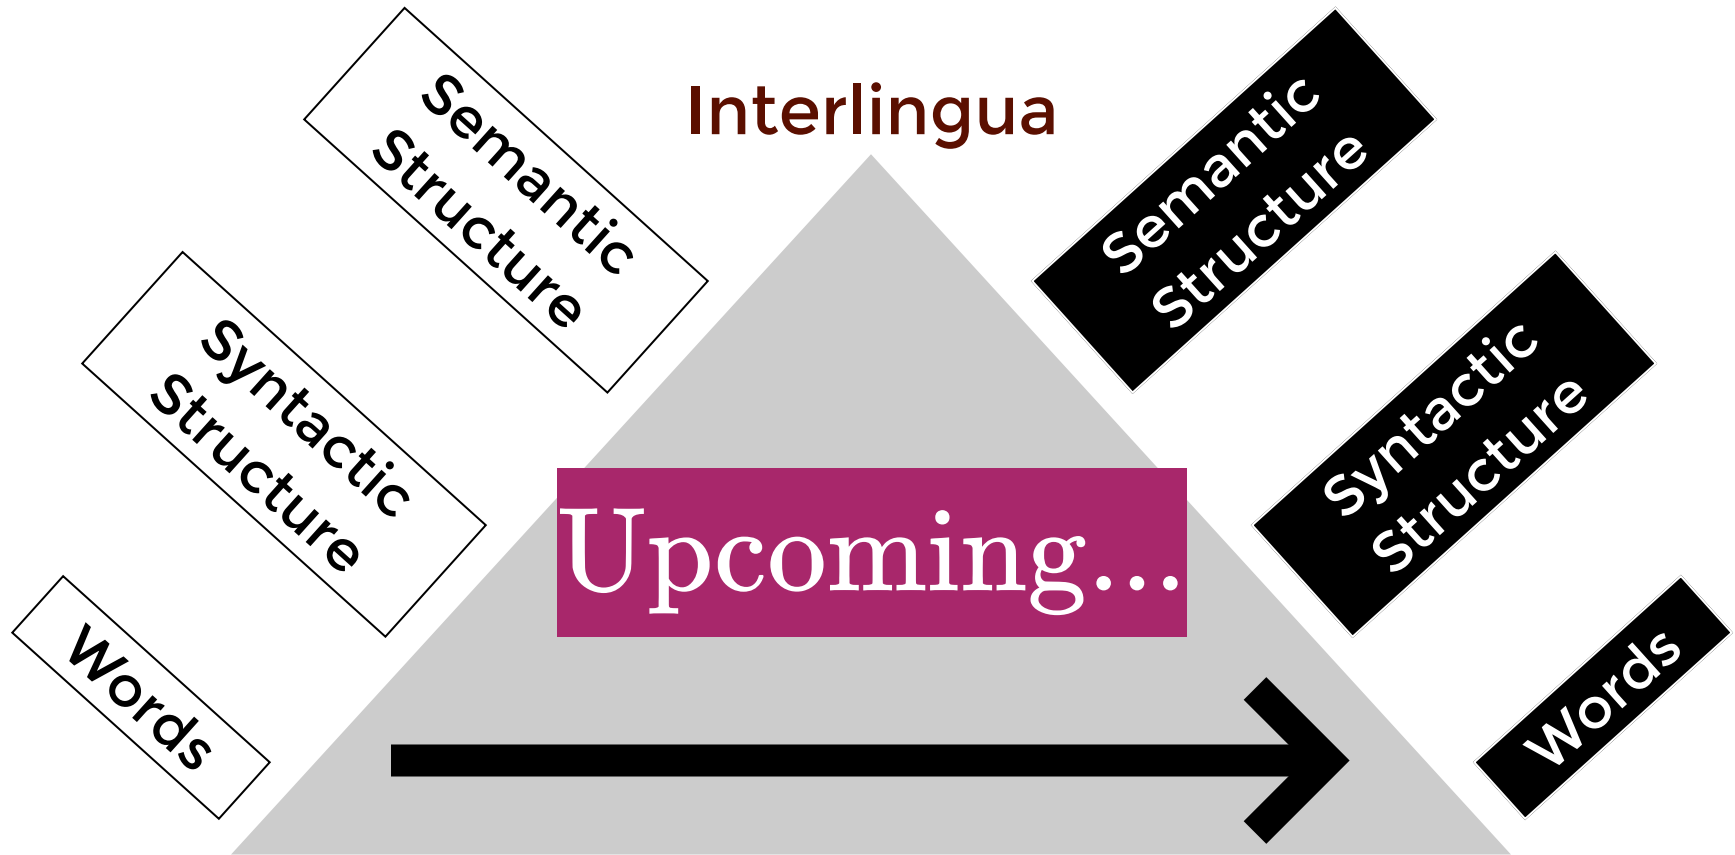 Interlingua
Semantic
Structure
Semantic
Structure
Syntactic
Structure
Syntactic
Structure
Upcoming...
Words
Words